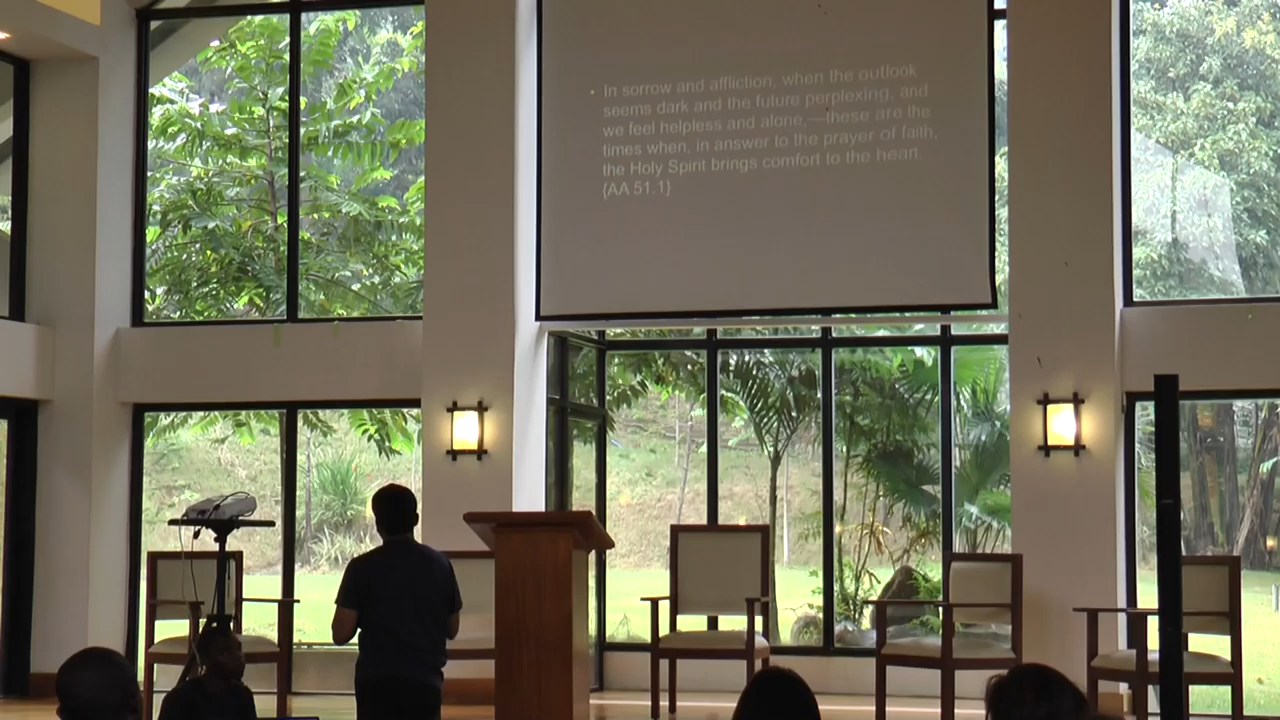 • In sorrow and affliction, when the outlook
seems dark and the future perplexing, and
we feel helpless and alone,—these are the
times when, in answer to the prayer of faith,
the Holy Spirit brings comfort to the heart.
{AA 51.1}